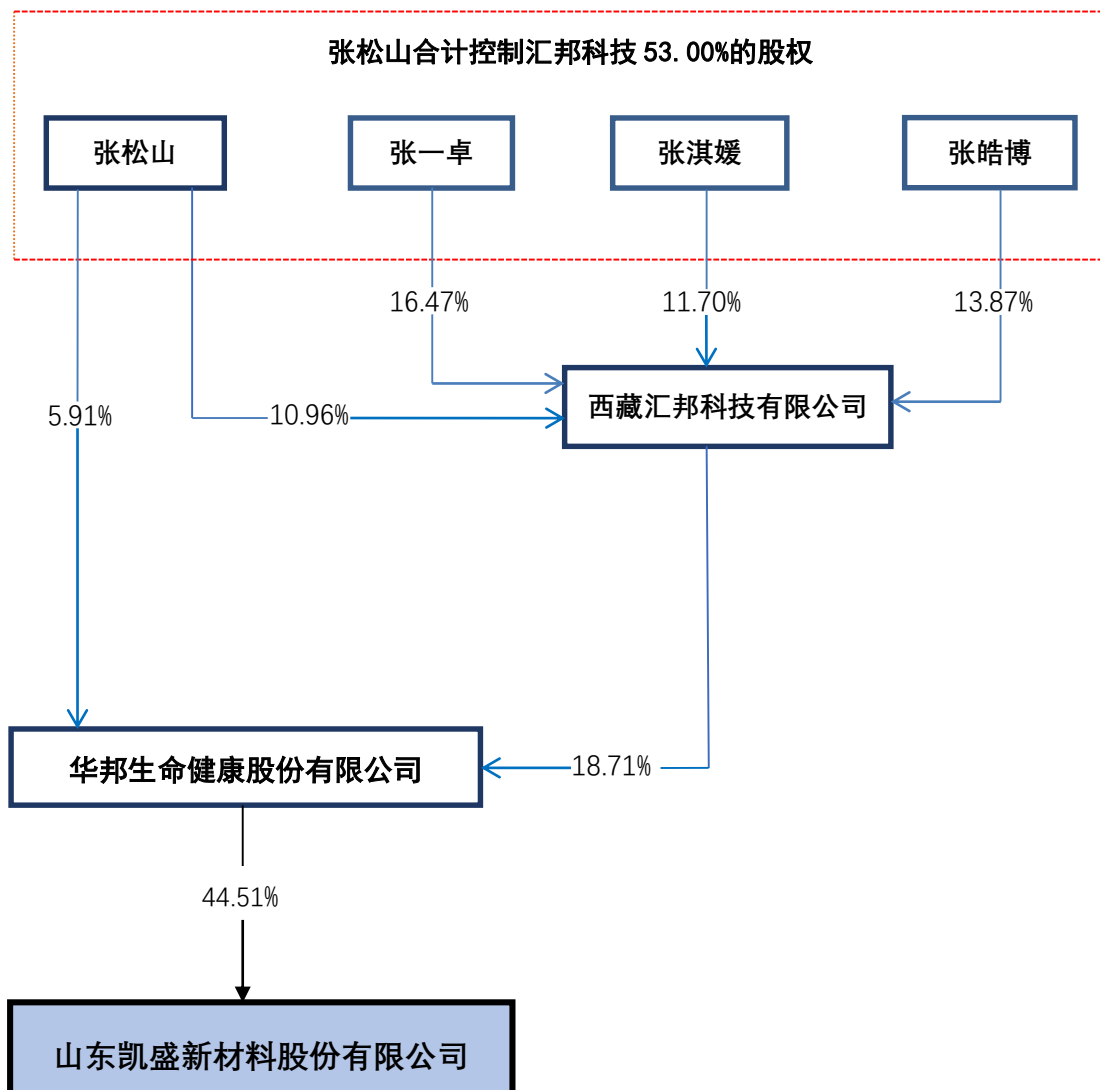 张松山合计控制汇邦科技 53.00%的股权
张松山
张一卓
张淇媛
张皓博
16.47%
11.70%
13.87%
5.91%
10.96%
西藏汇邦科技有限公司
华邦生命健康股份有限公司
18.71%
44.51%
山东凯盛新材料股份有限公司